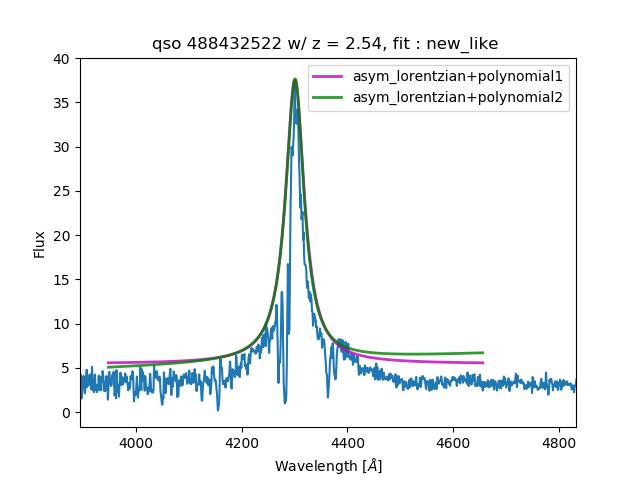 qso 488432522 w/ z = 2.54, fit : new_like
asym_lorentzian+polynomial1
asym_lorentzian+polynomial2
40
35
30
25
20
15
10
5
0
Flux
4000 4200 4400 4600 4800
Wavelength [Å]